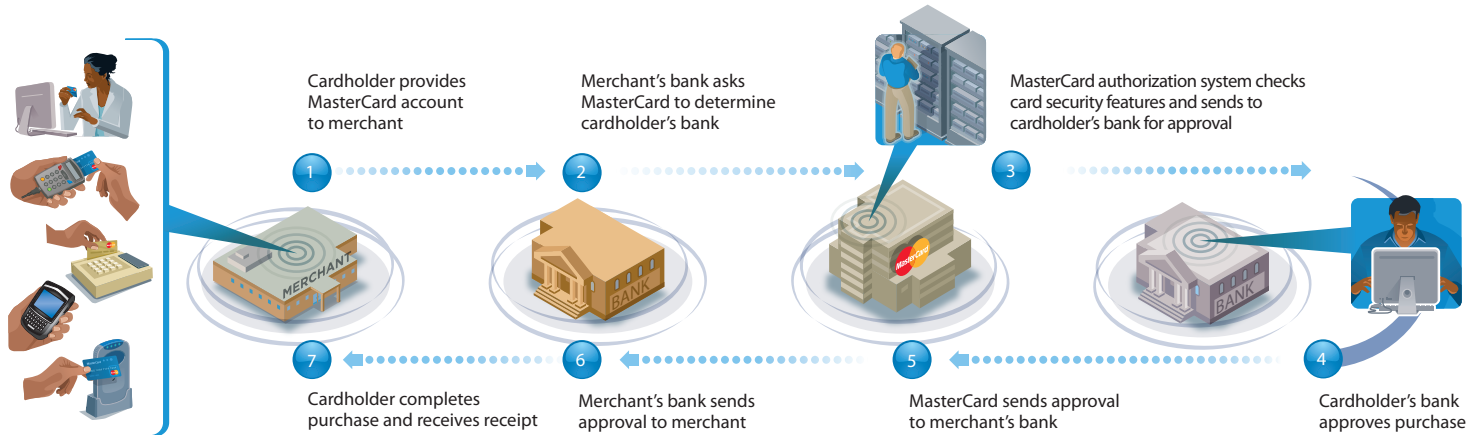 Cardholder provides
MasterCard account
to merchant
Merchant's bank asks
MasterCard to determine
cardholder's bank
MasterCard authorization system checks
card security features and sends to
cardholder's bank for approval
1
2
3
MERCHANT
BANK
MasterCard
BANK
7
6
5
4
Cardholder completes
purchase and receives receipt
Merchant's bank sends
approval to merchant
MasterCard sends approval
to merchant's bank
Cardholder's bank
approves purchase